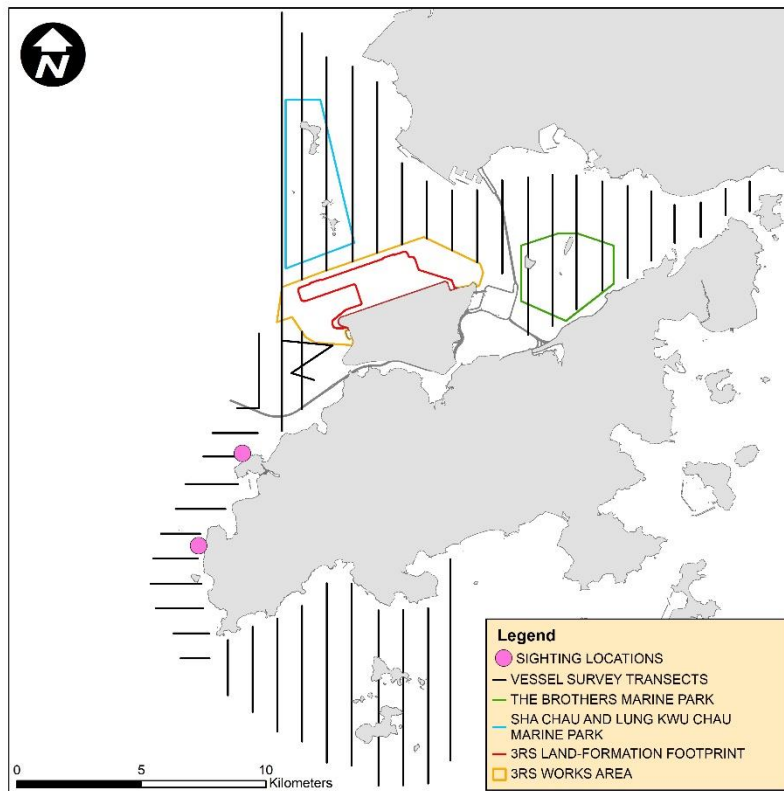 N
Legend
SIGHTING LOCATIONS
VESSEL SURVEY TRANSECTS
THE BROTHERS MARINE PARK
SHA CHAU AND LUNG KWU CHAU
MARINE PARK
3RS LAND-FORMATION FOOTPRINT
3RS WORKS AREA
0 5 10
Kilometers